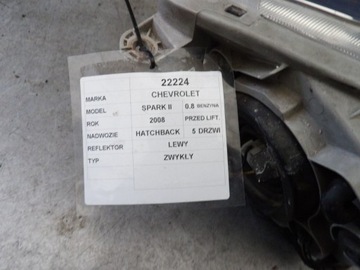 22224
MARKA CHEVROLET
MODEL SPARK II 0.8 BENZYNA
ROK 2008 PRZED LIFT
NADWOZIE HATCHBACK 5 DRZWI
REFLEKTOR LEWY
TYP ZWYKŁY